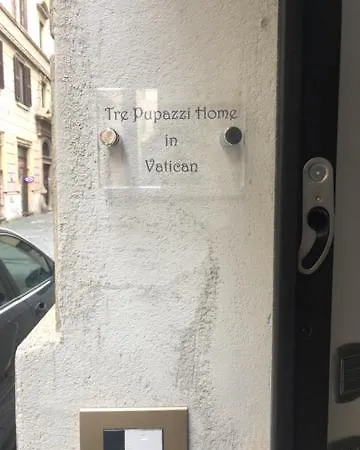 Tre Pupazzi Home
in
Vatican